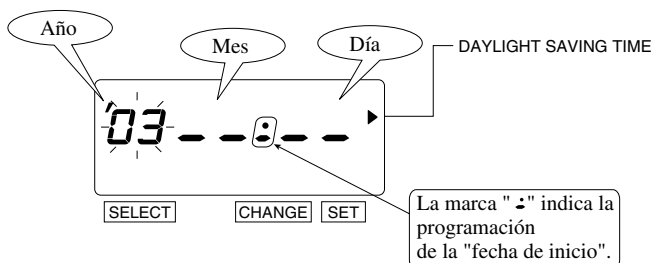 Año
Mes
Día
DAYLIGHT SAVING TIME
'03 - - : - -
SELECT
CHANGE
SET
La marca " ⁚ " indica la
programación
de la "fecha de inicio".